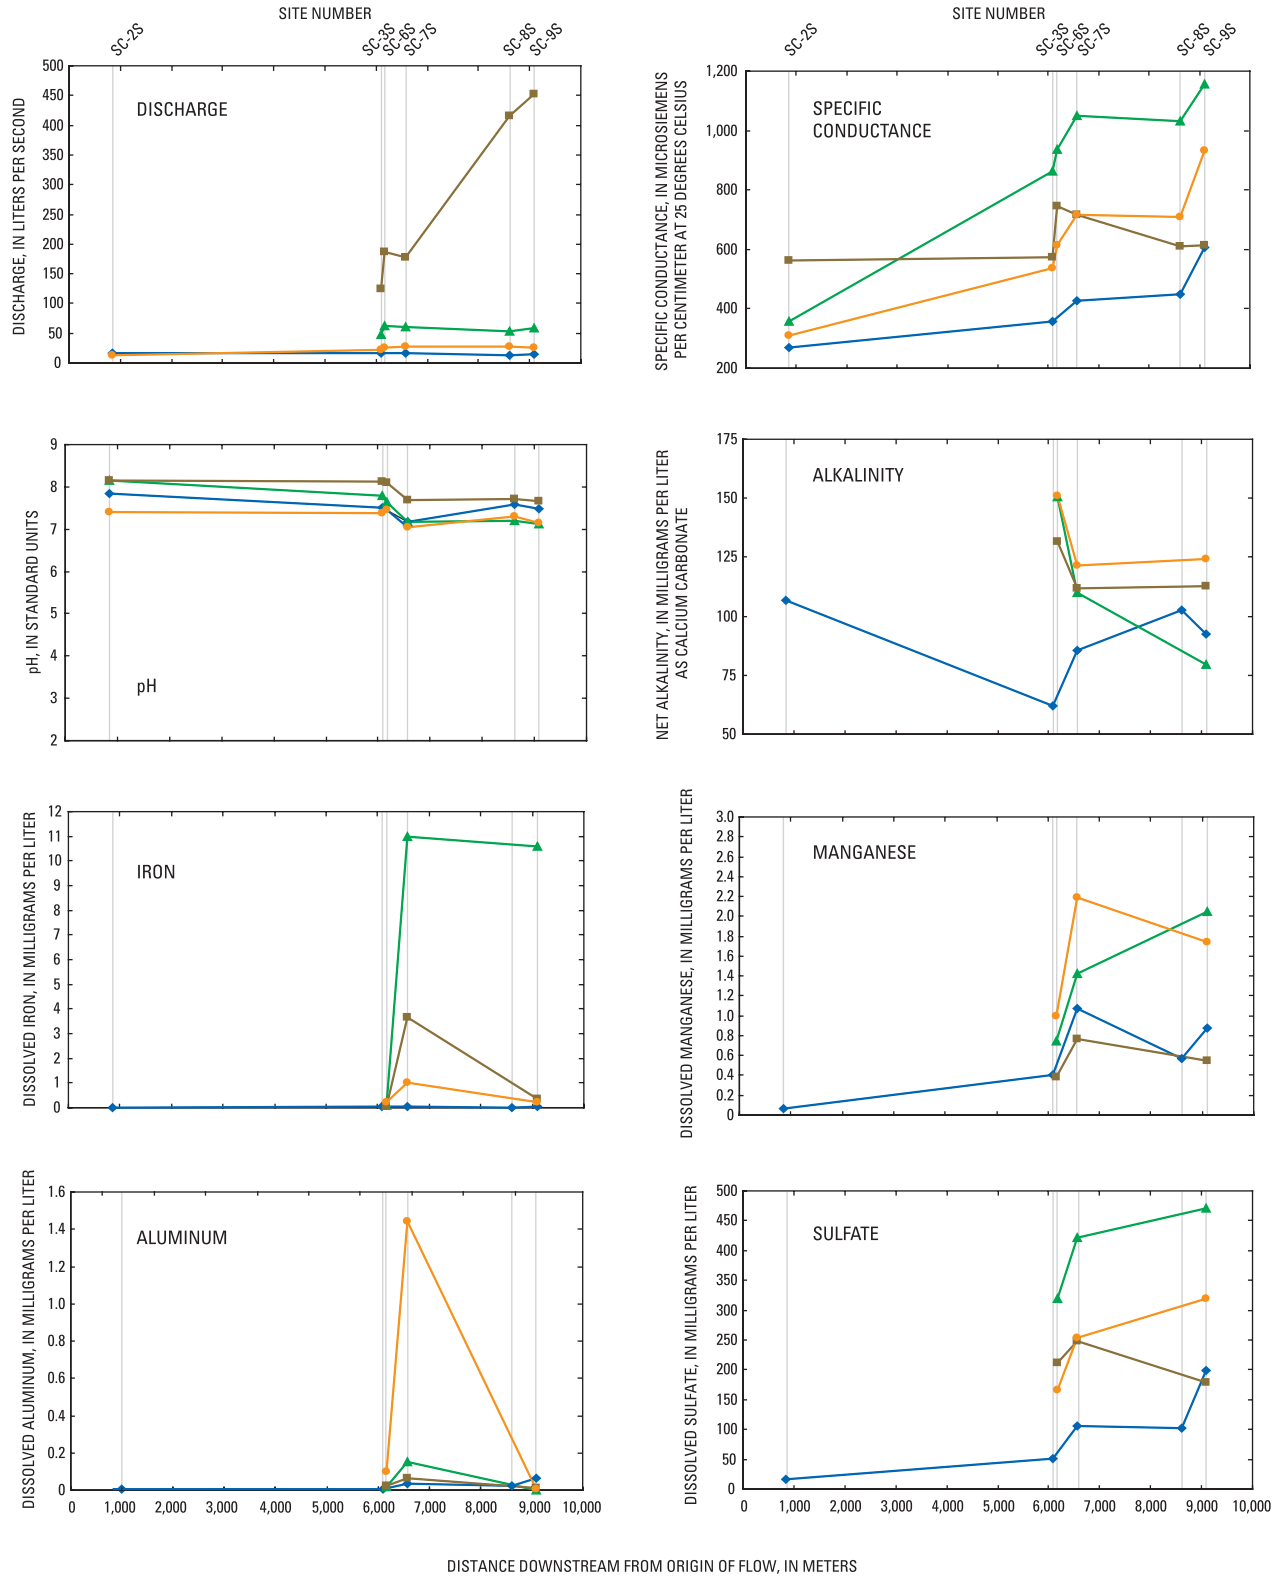 SITE NUMBER
SC-2S
SC-3S
SC-6S
SC-7S
SC-8S
SC-9S
DISCHARGE, IN LITERS PER SECOND
500
450
400
350
300
250
200
150
100
50
0
DISCHARGE
SITE NUMBER
SC-2S
SC-3S
SC-6S
SC-7S
SC-8S
SC-9S
SPECIFIC CONDUCTANCE, IN MICROSIEMENS
PER CENTIMETER AT 25 DEGREES CELSIUS
1,200
1,000
800
600
400
200
SPECIFIC
CONDUCTANCE
pH, IN STANDARD UNITS
9
8
7
6
5
4
3
2
pH
NET ALKALINITY, IN MILLIGRAMS PER LITER
AS CALCIUM CARBONATE
175
150
125
100
75
50
ALKALINITY
DISSOLVED IRON, IN MILLIGRAMS PER LITER
12
11
10
9
8
7
6
5
4
3
2
1
0
IRON
DISSOLVED MANGANESE, IN MILLIGRAMS PER LITER
3.0
2.8
2.6
2.4
2.2
2.0
1.8
1.6
1.4
1.2
1.0
0.8
0.6
0.4
0.2
0
MANGANESE
DISSOLVED ALUMINUM, IN MILLIGRAMS PER LITER
1.6
1.4
1.2
1.0
0.8
0.6
0.4
0.2
0
ALUMINUM
0 1,000 2,000 3,000 4,000 5,000 6,000 7,000 8,000 9,000 10,000
DISSOLVED SULFATE, IN MILLIGRAMS PER LITER
500
450
400
350
300
250
200
150
100
50
0
SULFATE
0 1,000 2,000 3,000 4,000 5,000 6,000 7,000 8,000 9,000 10,000
DISTANCE DOWNSTREAM FROM ORIGIN OF FLOW, IN METERS